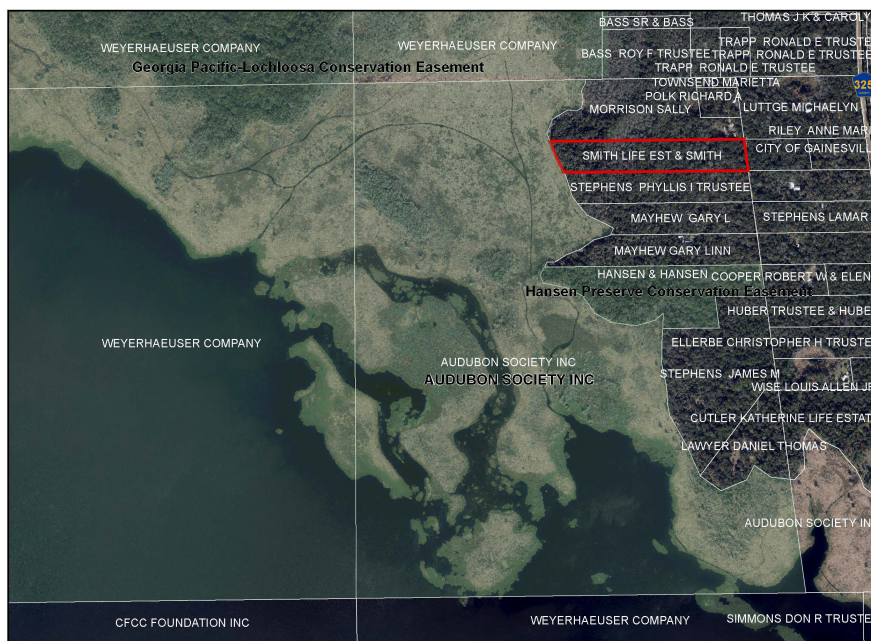 BASS SR & BASS
THOMAS J K & CAROLY
WEYERHAEUSER COMPANY
WEYERHAEUSER COMPANY
TRAPP RONALD E TRUSTE
BASS ROY F TRUSTEE
TRAPP RONALD E TRUSTEE
Georgia Pacific-Lochloosa Conservation Easement
TRAPP RONALD E TRUSTEE
TOWNSEND MARIETTA
325
POLK RICHARD A
MORRISON SALLY
LUTTGE MICHAELYN
RILEY ANNE MARI
CITY OF GAINESVILL
SMITH LIFE EST & SMITH
STEPHENS PHYLLIS I TRUSTEE
MAYHEW GARY L
STEPHENS LAMAR
MAYHEW GARY LINN
HANSEN & HANSEN
COOPER ROBERT W & ELEN
Hansen Preserve Conservation Easement
HUBER TRUSTEE & HUBE
WEYERHAEUSER COMPANY
ELLERBE CHRISTOPHER H TRUSTE
AUDUBON SOCIETY INC
AUDUBON SOCIETY INC
STEPHENS JAMES M
WISE LOUIS ALLEN JR
CUTLER KATHERINE LIFE ESTAT
LAWYER DANIEL THOMAS
AUDUBON SOCIETY IN
CFCC FOUNDATION INC
WEYERHAEUSER COMPANY
SIMMONS DON R TRUSTE